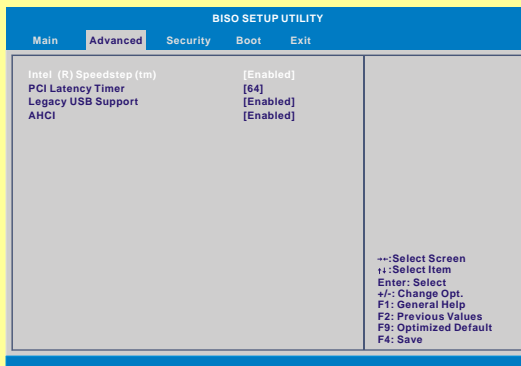 BISO SETUP UTILITY
Main Advanced Security Boot Exit
Intel (R) Speedstep (tm) [Enabled]
PCI Latency Timer [64]
Legacy USB Support [Enabled]
AHCI [Enabled]
→←:Select Screen
↑↓:Select Item
Enter: Select
+/-: Change Opt.
F1: General Help
F2: Previous Values
F9: Optimized Default
F4: Save